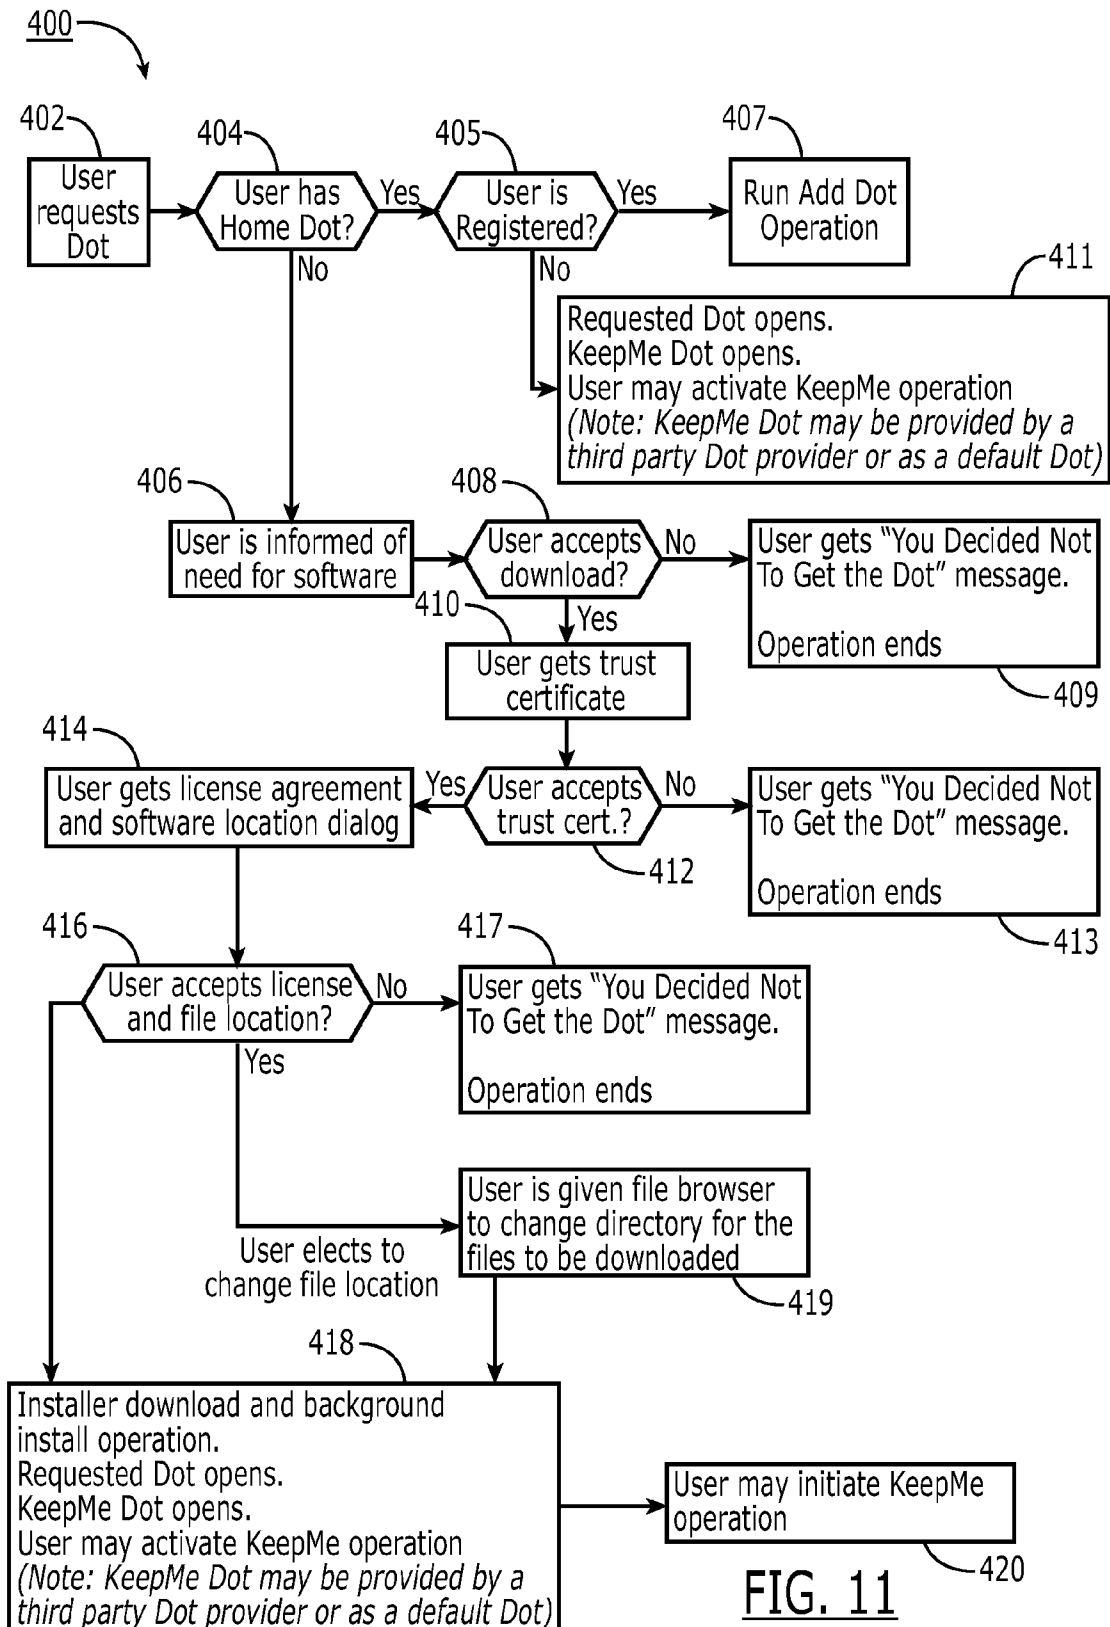 400
402
User
requests
Dot
404
User has
Home Dot?
Yes
No
405
User is
Registered?
Yes
No
407
Run Add Dot
Operation
411
Requested Dot opens.
KeepMe Dot opens.
User may activate KeepMe operation
(Note: KeepMe Dot may be provided by a
third party Dot provider or as a default Dot)
406
User is informed of
need for software
408
User accepts
download?
No
Yes
User gets “You Decided Not
To Get the Dot” message.
Operation ends
409
410
User gets trust
certificate
414
User gets license agreement
and software location dialog
Yes
User accepts
trust cert.?
412
No
User gets “You Decided Not
To Get the Dot” message.
Operation ends
413
416
User accepts license
and file location?
No
Yes
417
User gets “You Decided Not
To Get the Dot” message.
Operation ends
User elects to
change file location
User is given file browser
to change directory for the
files to be downloaded
419
418
Installer download and background
install operation.
Requested Dot opens.
KeepMe Dot opens.
User may activate KeepMe operation
(Note: KeepMe Dot may be provided by a
third party Dot provider or as a default Dot)
User may initiate KeepMe
operation
420
FIG. 11